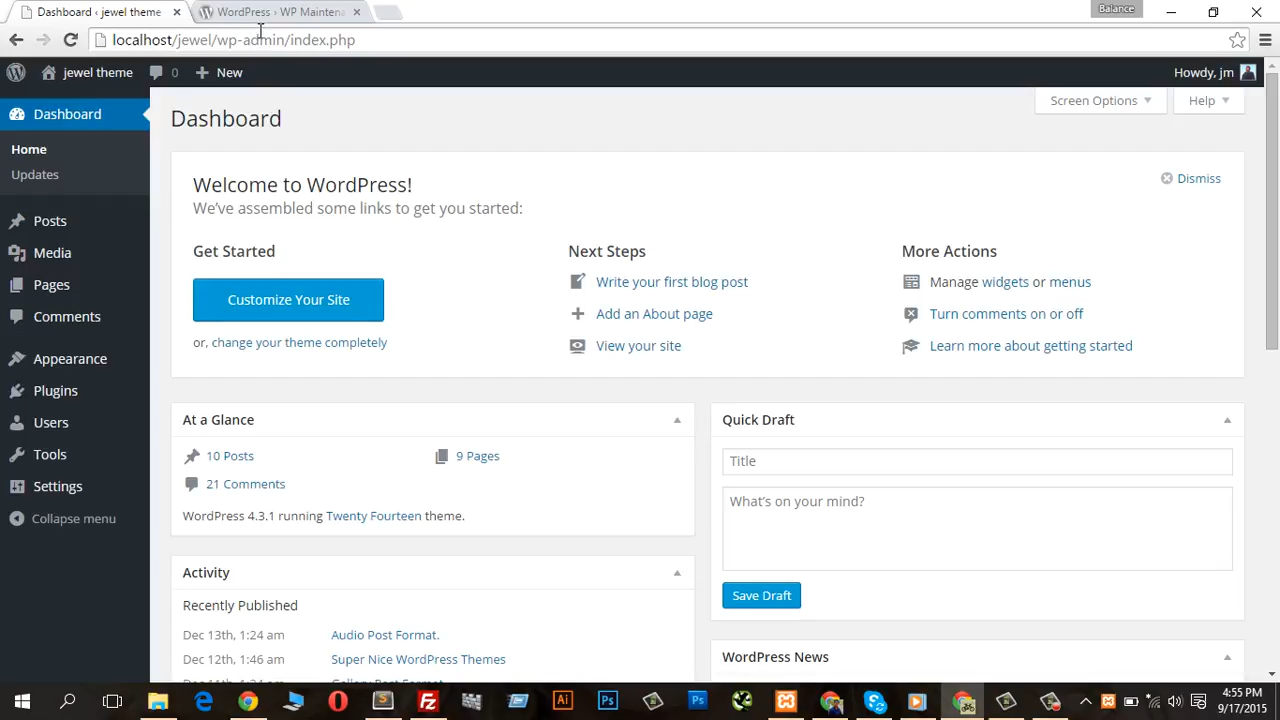 Dashboard ‹ jewel theme
WordPress › WP Maintena
Balance
localhost/jewel/wp-admin/index.php
jewel theme
0
New
Howdy, jm
Dashboard
Home
Updates
Posts
Media
Pages
Comments
Appearance
Plugins
Users
Tools
Settings
Collapse menu
Dashboard
Screen Options
Help
Welcome to WordPress!
We've assembled some links to get you started:
Dismiss
Get Started
Customize Your Site
or, change your theme completely
Next Steps
Write your first blog post
Add an About page
View your site
More Actions
Manage widgets or menus
Turn comments on or off
Learn more about getting started
At a Glance
10 Posts
9 Pages
21 Comments
WordPress 4.3.1 running Twenty Fourteen theme.
Activity
Recently Published
Dec 13th, 1:24 am Audio Post Format.
Dec 12th, 1:46 am Super Nice WordPress Themes
Quick Draft
Title
What's on your mind?
Save Draft
WordPress News
Ai
Ps
Ps
4:55 PM
9/17/2015